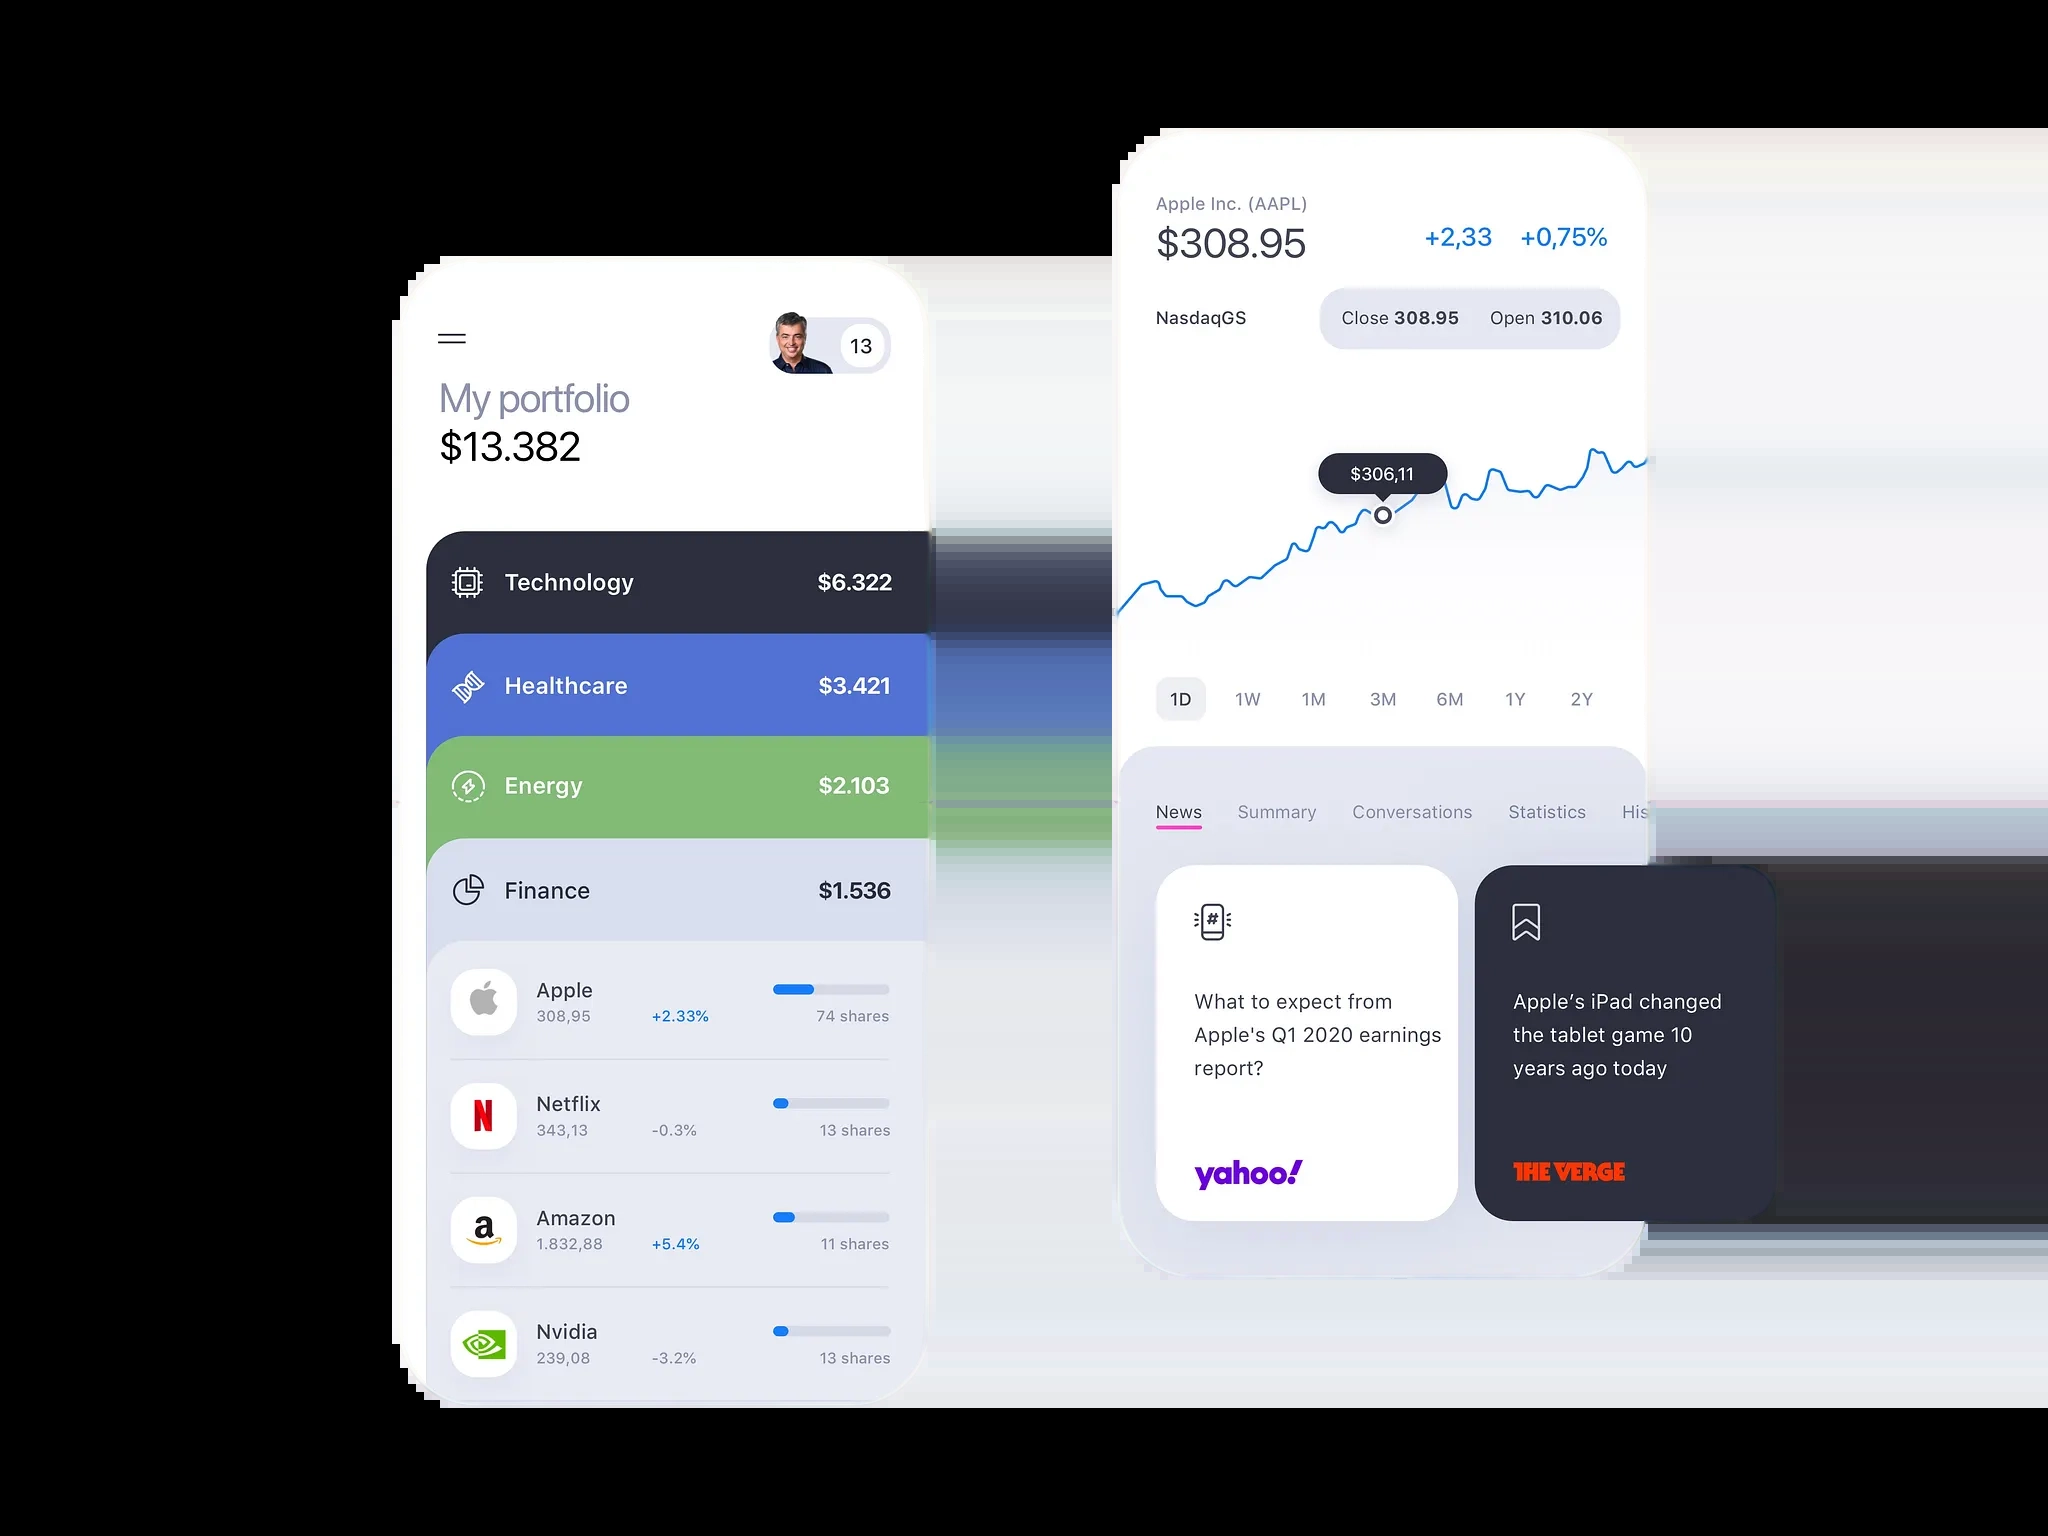 13
My portfolio
$13.382
Technology $6.322
Healthcare $3.421
Energy $2.103
Finance $1.536
Apple
308,95 +2.33% 74 shares
Netflix
343,13 -0.3% 13 shares
a
Amazon
1.832,88 +5.4% 11 shares
Nvidia
239,08 -3.2% 13 shares
Apple Inc. (AAPL)
$308.95 +2,33 +0,75%
NasdaqGS Close 308.95 Open 310.06
$306,11
1D 1W 1M 3M 6M 1Y 2Y
News Summary Conversations Statistics His
#
What to expect from
Apple's Q1 2020 earnings
report?
yahoo!
Apple’s iPad changed
the tablet game 10
years ago today
THE VERGE